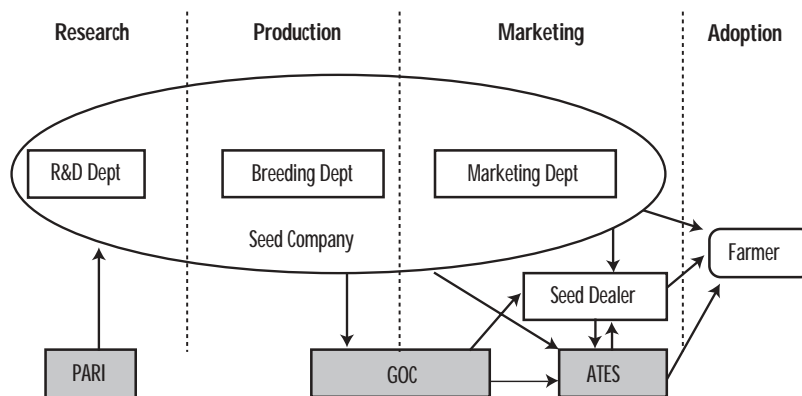 Research
Production
Marketing
Adoption
R&D Dept
Breeding Dept
Marketing Dept
Seed Company
Farmer
Seed Dealer
PARI
GOC
ATES